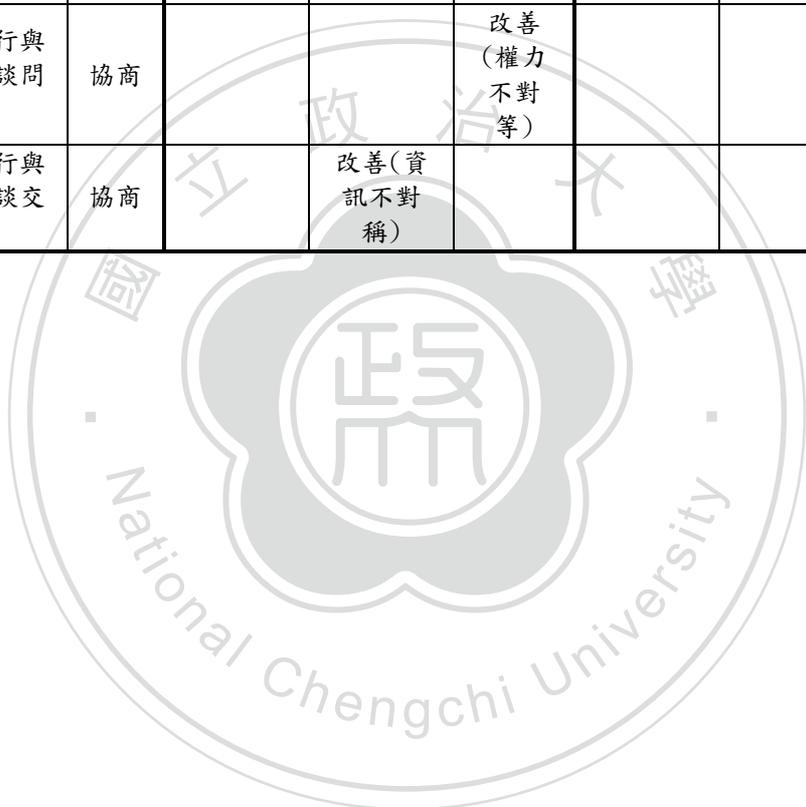 行與
談問
協商
改善
(權力
不對
等)
行與
談交
協商
改善(資
訊不對
稱)
國立政治大學
政
National Chengchi University